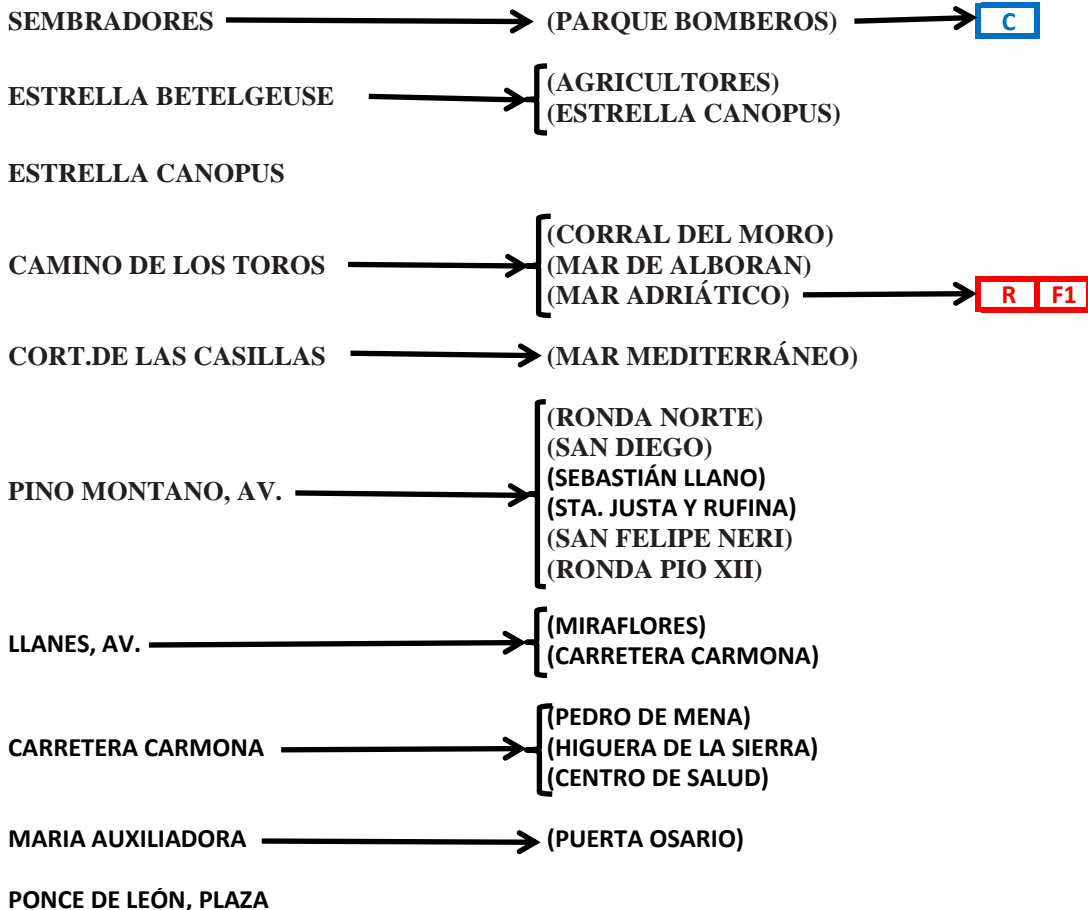 SEMBRADORES (PARQUE BOMBEROS) C
ESTRELLA BETELGEUSE (AGRICULTORES)
(ESTRELLA CANOPUS)
ESTRELLA CANOPUS
CAMINO DE LOS TOROS (CORRAL DEL MORO)
(MAR DE ALBORAN)
(MAR ADRIÁTICO) R F1
CORT.DE LAS CASILLAS (MAR MEDITERRÁNEO)
PINO MONTANO, AV. (RONDA NORTE)
(SAN DIEGO)
(SEBASTIÁN LLANO)
(STA. JUSTA Y RUFINA)
(SAN FELIPE NERI)
(RONDA PIO XII)
LLANES, AV. (MIRAFLORES)
(CARRETERA CARMONA)
CARRETERA CARMONA (PEDRO DE MENA)
(HIGUERA DE LA SIERRA)
(CENTRO DE SALUD)
MARIA AUXILIADORA (PUERTA OSARIO)
PONCE DE LEÓN, PLAZA